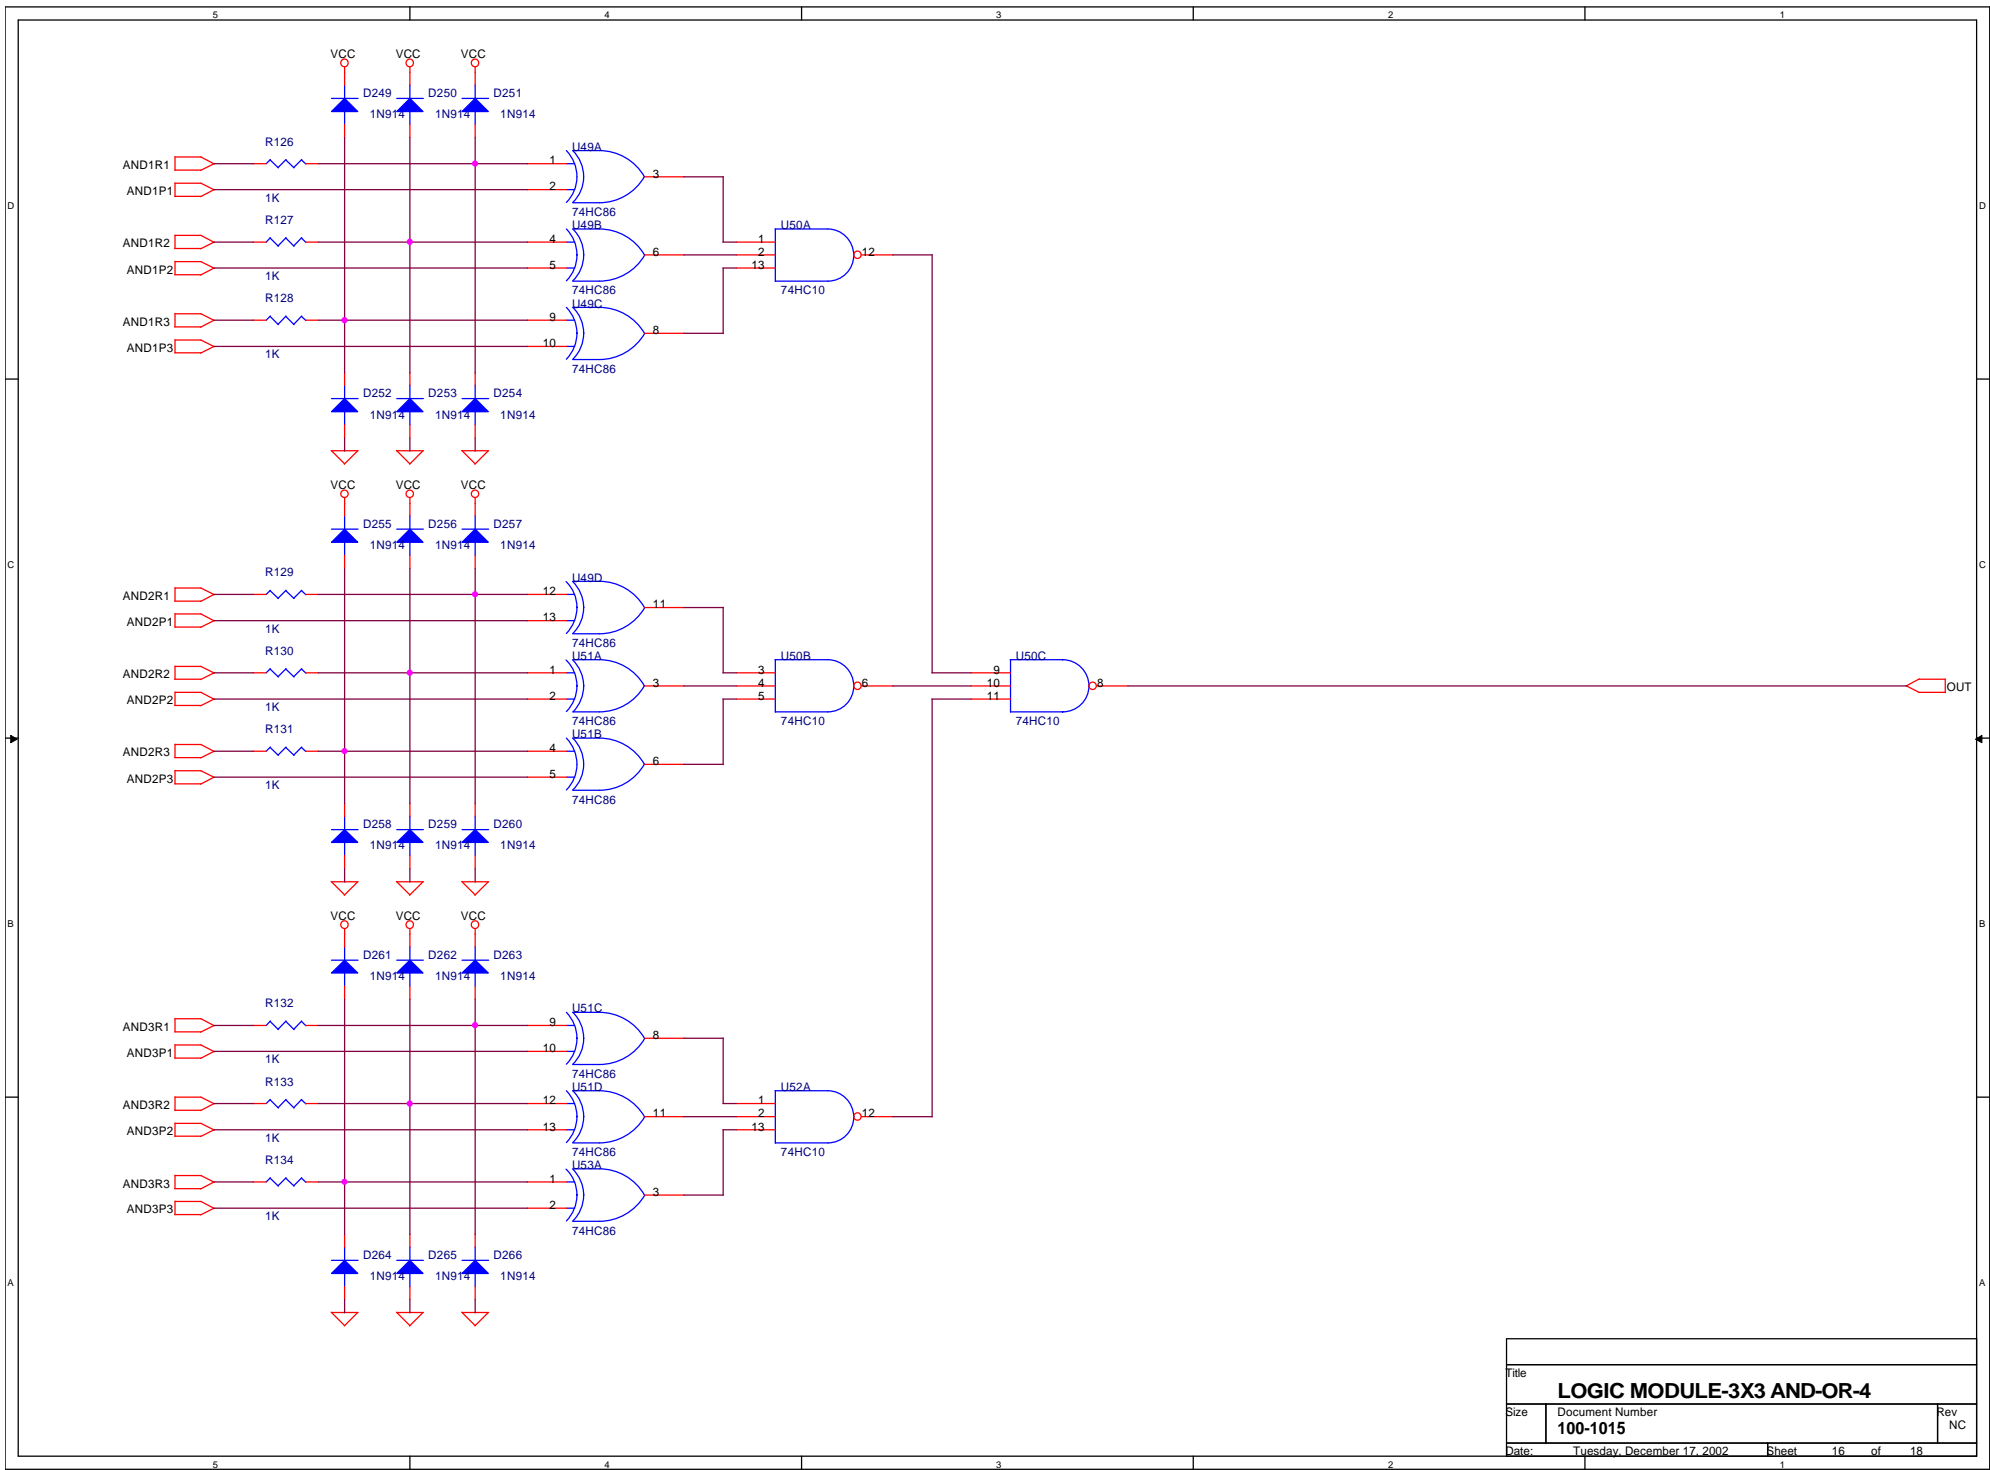 5 4 3 2 1
VCC VCC VCC
D249 D250 D251
1N914 1N914 1N914
R126
AND1R1 1 U49A 3
AND1P1 2
1K 74HC86
R127 U49B U50A
AND1R2 4 6 1 2 13 12
AND1P2 5
1K 74HC86 74HC10
R128 U49C
AND1R3 9 8
AND1P3 10
1K 74HC86
D252 D253 D254
1N914 1N914 1N914
D D
VCC VCC VCC
D255 D256 D257
1N914 1N914 1N914
C C
R129 U49D
AND2R1 12 11
AND2P1 13
1K 74HC86
R130 U51A U50B U50C
AND2R2 1 3 3 4 5 6 9 10 11 8 OUT
AND2P2 2
1K 74HC86 74HC10 74HC10
R131 U51B
AND2R3 4 6
AND2P3 5
1K 74HC86
D258 D259 D260
1N914 1N914 1N914
VCC VCC VCC
B B
D261 D262 D263
1N914 1N914 1N914
R132 U51C
AND3R1 9 8
AND3P1 10
1K 74HC86
R133 U51D U52A
AND3R2 12 11 1 2 13 12
AND3P2 13
1K 74HC86 74HC10
R134 U53A
AND3R3 1 3
AND3P3 2
1K 74HC86
D264 D265 D266
1N914 1N914 1N914
A A
Title
LOGIC MODULE-3X3 AND-OR-4
Size Document Number Rev
100-1015 NC
Date: Tuesday, December 17, 2002 Sheet 16 of 18
5 4 3 2 1